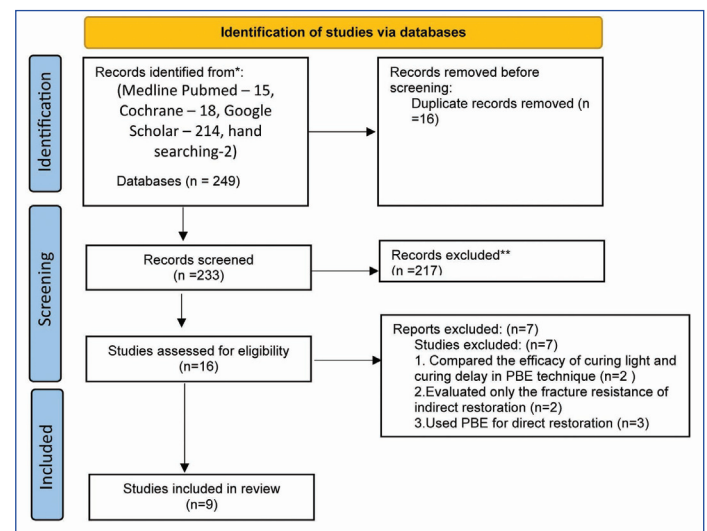 Identification of studies via databases
Identification
Records identified from*:
(Medline Pubmed – 15,
Cochrane – 18, Google
Scholar – 214, hand
searching-2)
Databases (n = 249)
Records removed before
screening:
Duplicate records removed (n
=16)
Screening
Records screened
(n =233)
Records excluded**
(n =217)
Studies assessed for eligibility
(n=16)
Reports excluded: (n=7)
Studies excluded: (n=7)
1. Compared the efficacy of curing light and
curing delay in PBE technique (n=2 )
2.Evaluated only the fracture resistance of
indirect restoration (n=2)
3.Used PBE for direct restoration (n=3)
Included
Studies included in review
(n=9)